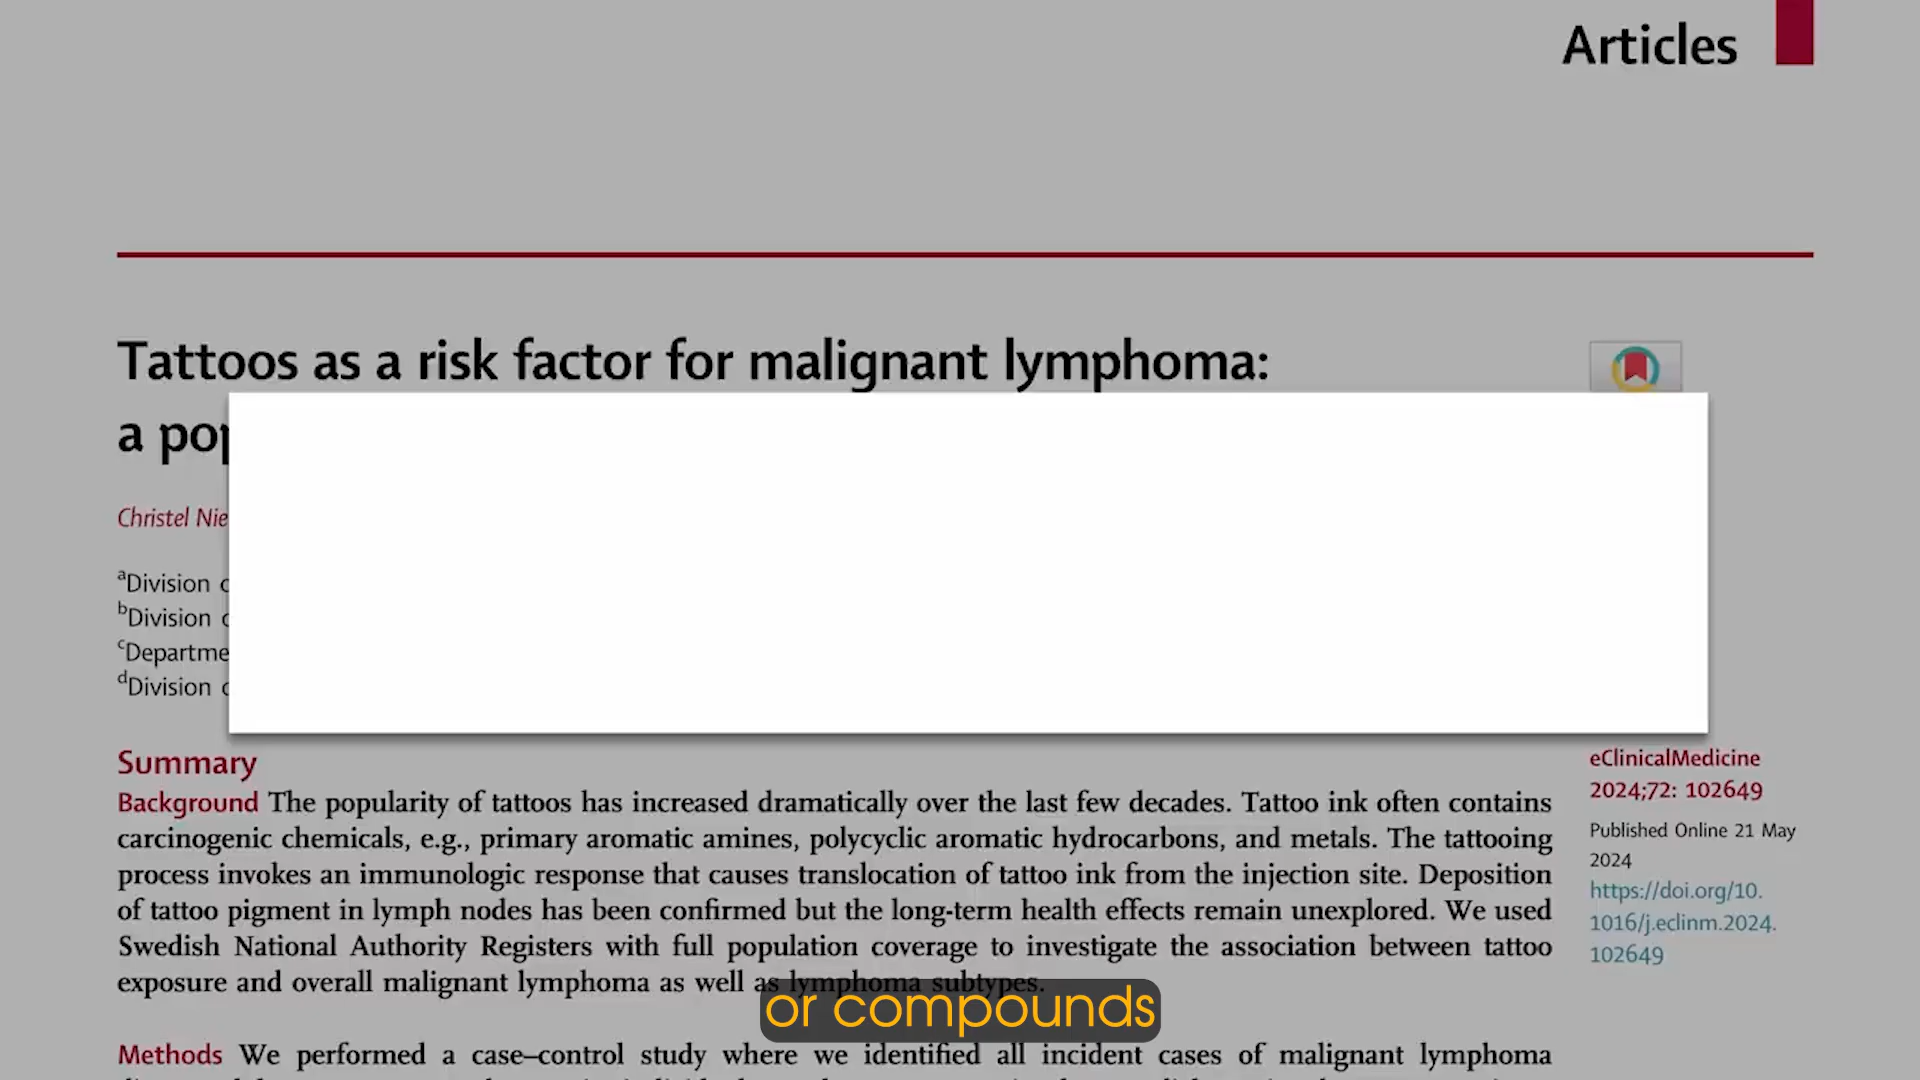 Articles
Tattoos as a risk factor for malignant lymphoma:
a pop
Christel Nie
aDivision
bDivision
cDepartme
dDivision
Summary
Background The popularity of tattoos has increased dramatically over the last few decades. Tattoo ink often contains
carcinogenic chemicals, e.g., primary aromatic amines, polycyclic aromatic hydrocarbons, and metals. The tattooing
process invokes an immunologic response that causes translocation of tattoo ink from the injection site. Deposition
of tattoo pigment in lymph nodes has been confirmed but the long-term health effects remain unexplored. We used
Swedish National Authority Registers with full population coverage to investigate the association between tattoo
exposure and overall malignant lymphoma as well as lymphoma subtypes.
Methods We performed a case–control study where we identified all incident cases of malignant lymphoma
eClinicalMedicine
2024;72: 102649
Published Online 21 May
2024
https://doi.org/10.
1016/j.eclinm.2024.
102649
or compounds